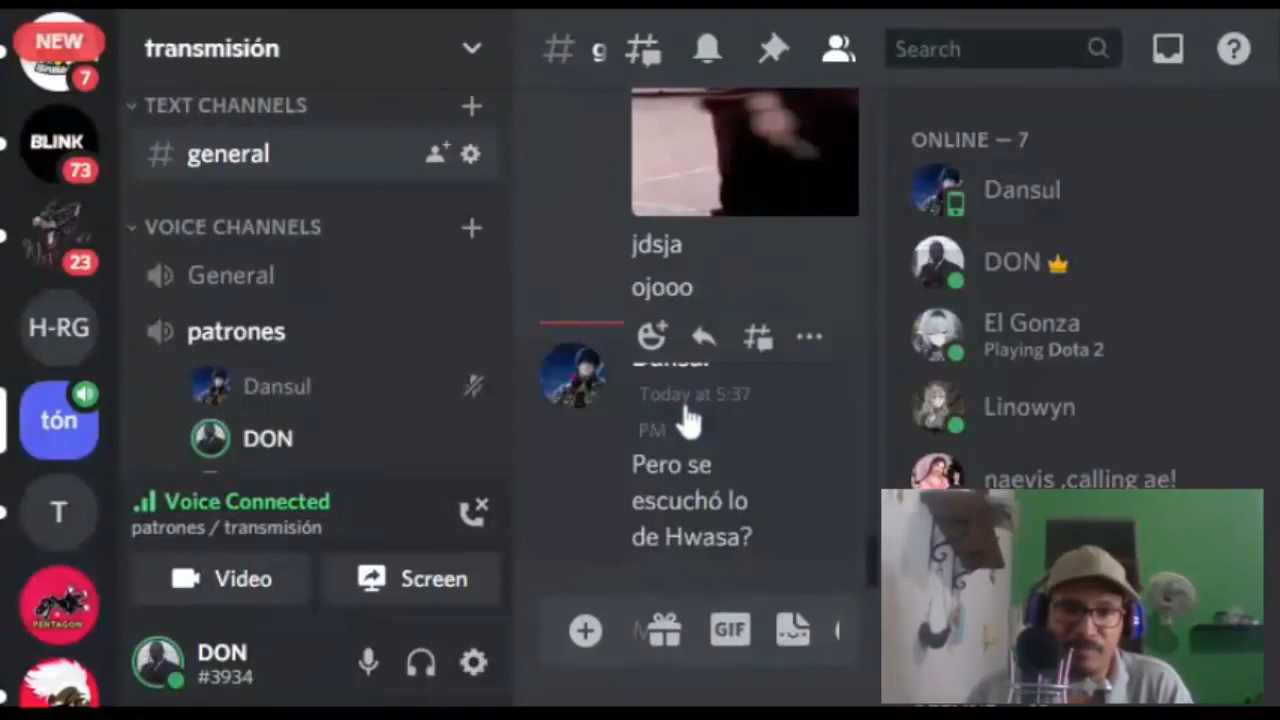 NEW
7
BLINK
73
23
H-RG
tón
T
PENTAGON
transmisión
TEXT CHANNELS
general
VOICE CHANNELS
General
patrones
Dansul
DON
Voice Connected
patrones / transmisión
Video
Screen
DON
#3934
g
Search
jdsja
ojooo
Dansul
Today at 5:37
PM
Pero se
escuchó lo
de Hwasa?
GIF
ONLINE — 7
Dansul
DON
El Gonza
Playing Dota 2
Linowyn
naevis ,calling ae!